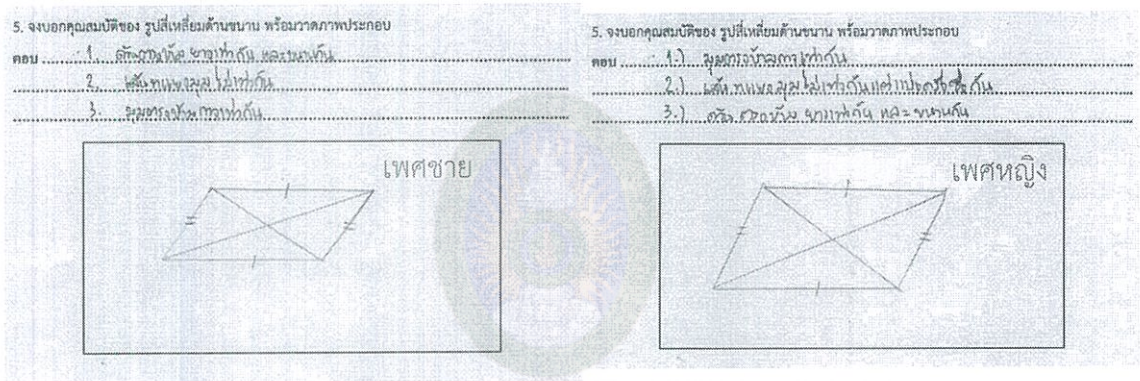 5. จงบอกคุณสมบัติของ รูปสี่เหลี่ยมด้านขนาน พร้อมวาดภาพประกอบ
ตอบ 1. ด้านตรงข้าม ยาวเท่ากัน และขนานกัน
2. เส้นทแยงมุม ไม่เท่ากัน
3. มุมตรงข้าม กางเท่ากัน
เพศชาย
5. จงบอกคุณสมบัติของ รูปสี่เหลี่ยมด้านขนาน พร้อมวาดภาพประกอบ
ตอบ 1.) มุมตรงข้ามกางเท่ากัน
2.) เส้นทแยงมุมไม่เท่ากันแต่แบ่งครึ่งซึ่งกัน
3.) ด้านตรงข้าม ยาวเท่ากัน และขนานกัน
เพศหญิง